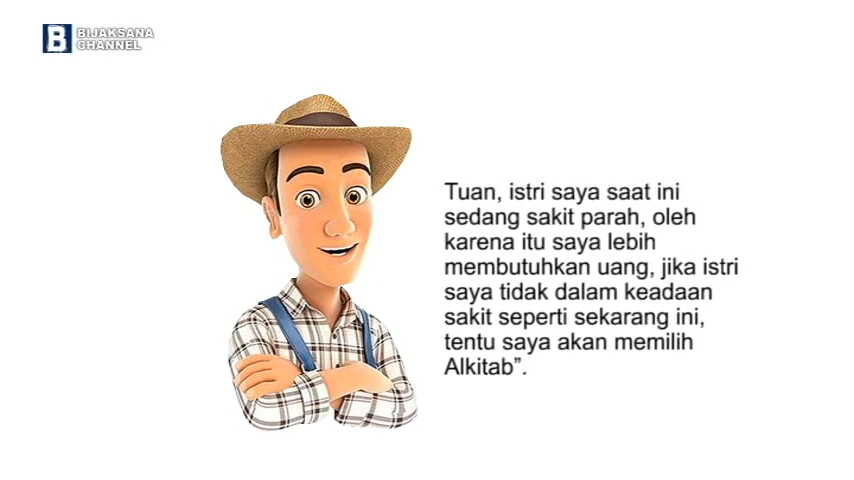 BIJAKSANA
CHANNEL
Tuan, istri saya saat ini
sedang sakit parah, oleh
karena itu saya lebih
membutuhkan uang, jika istri
saya tidak dalam keadaan
sakit seperti sekarang ini,
tentu saya akan memilih
Alkitab”.